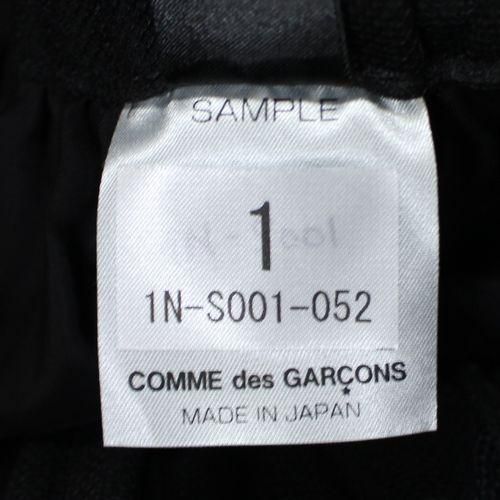 SAMPLE
1
1N-S001-052
COMME des GARÇONS
MADE IN JAPAN